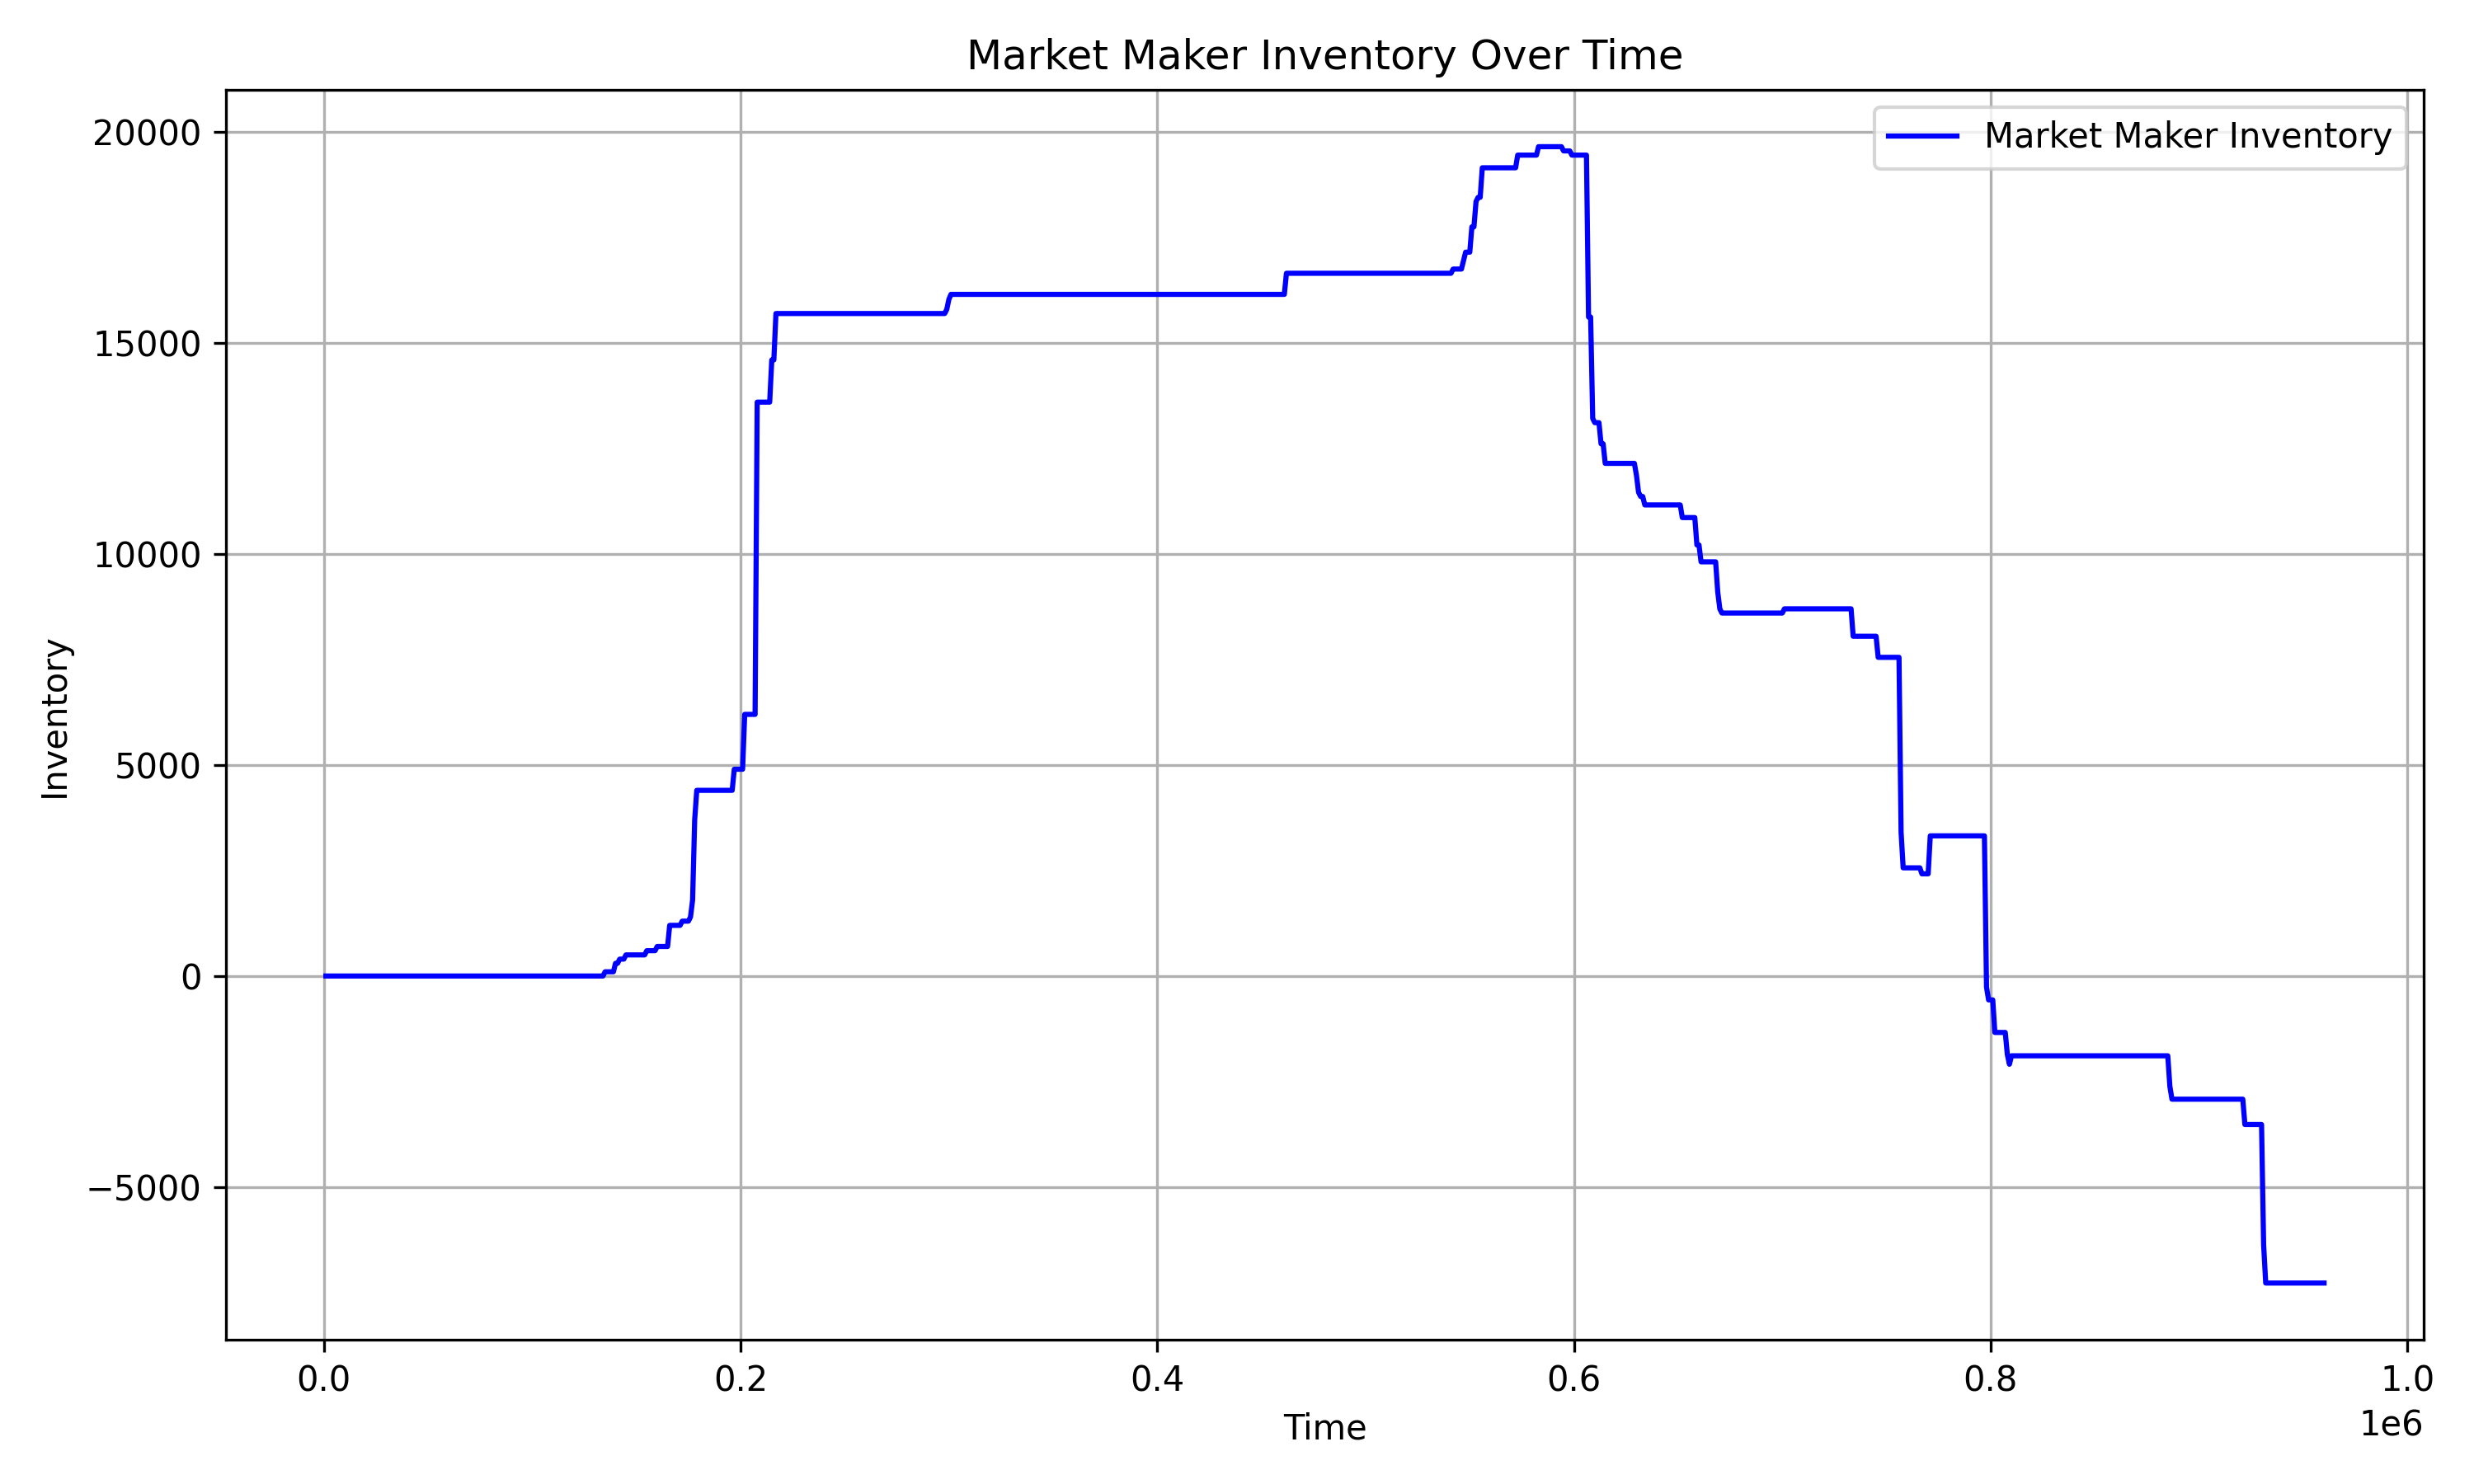 Market Maker Inventory Over Time
Market Maker Inventory
20000
15000
10000
5000
0
−5000
Inventory
0.0 0.2 0.4 0.6 0.8 1.0
1e6
Time